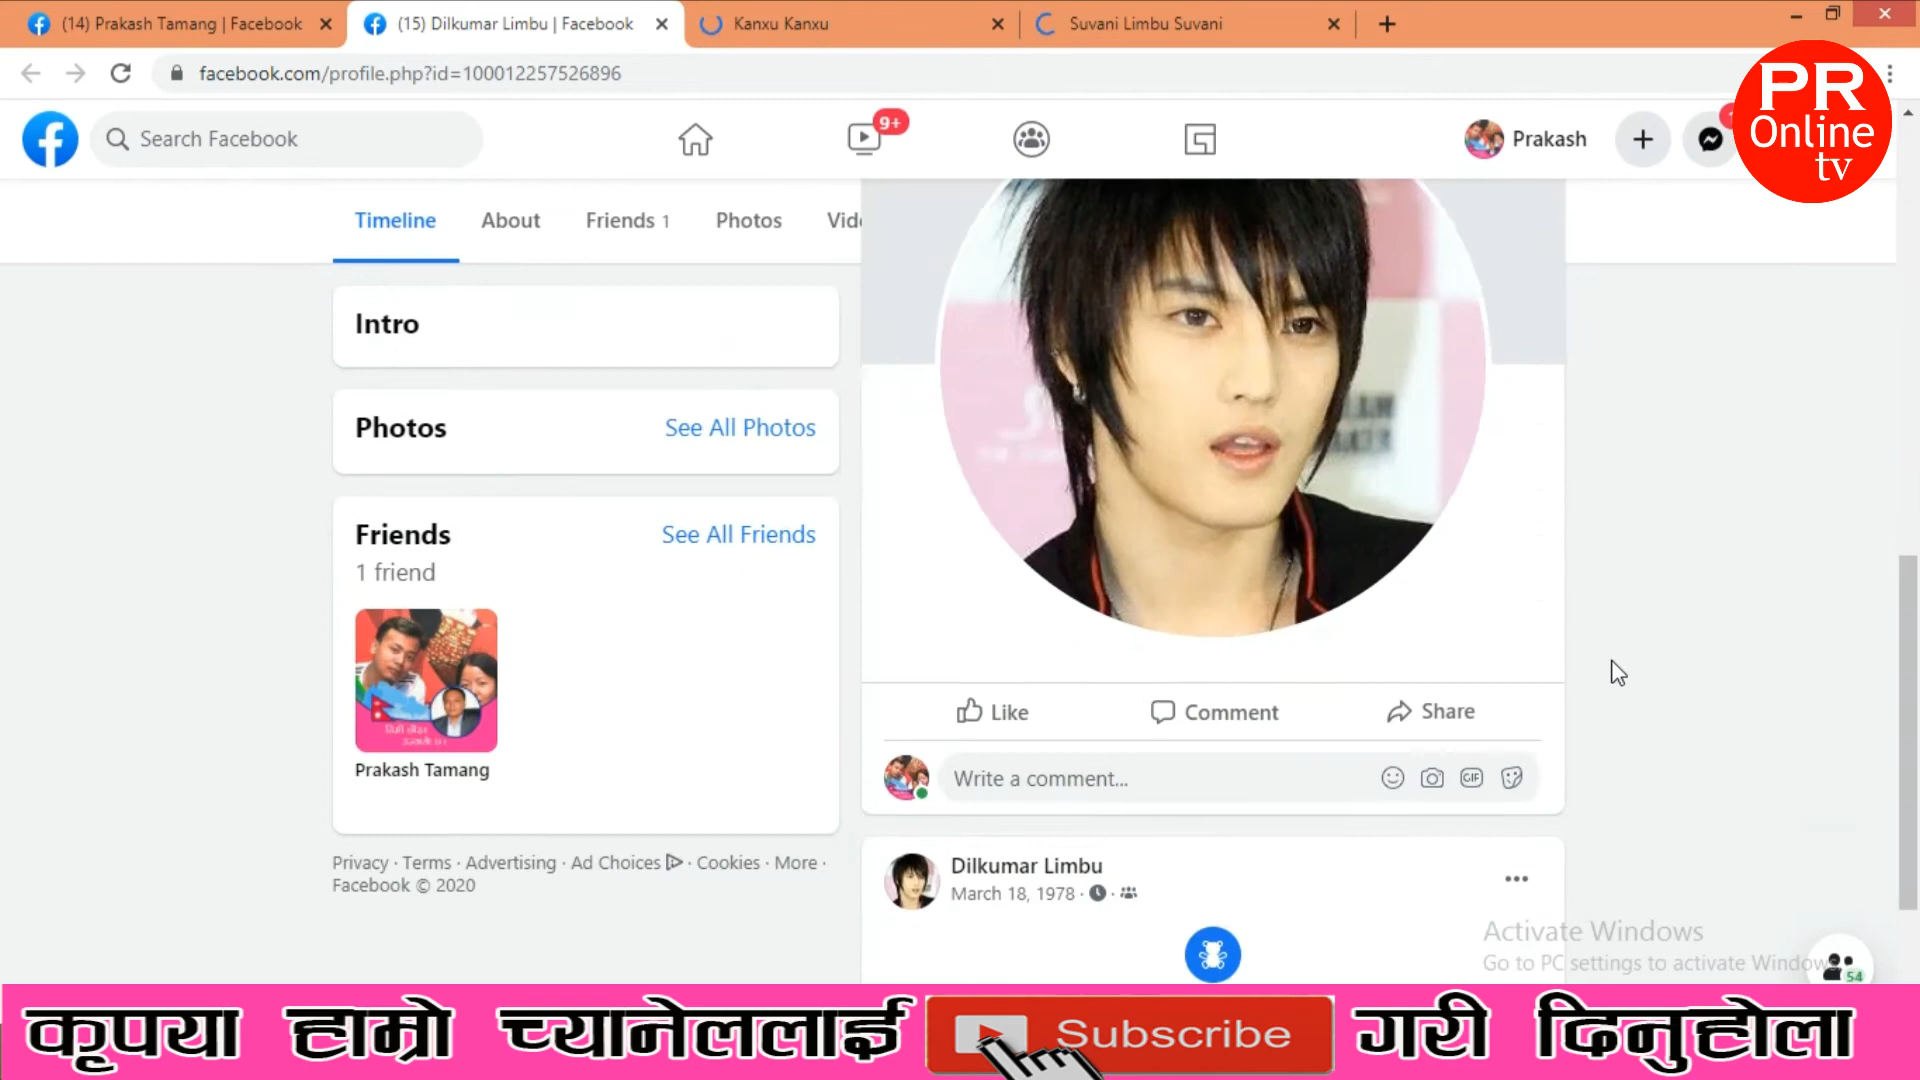 (14) Prakash Tamang | Facebook
(15) Dilkumar Limbu | Facebook
Kanxu Kanxu
Suvani Limbu Suvani
facebook.com/profile.php?id=100012257526896
PR
Online
tv
Search Facebook
9+
Prakash
Timeline
About
Friends 1
Photos
Intro
Photos
See All Photos
Friends
See All Friends
1 friend
Prakash Tamang
Like
Comment
Share
Write a comment...
GIF
Privacy · Terms · Advertising · Ad Choices · Cookies · More ·
Facebook © 2020
Dilkumar Limbu
March 18, 1978
Activate Windows
Go to PC settings to activate Windows
54
कृपया हाम्रो च्यानेललाई Subscribe गरी दिनुहोला